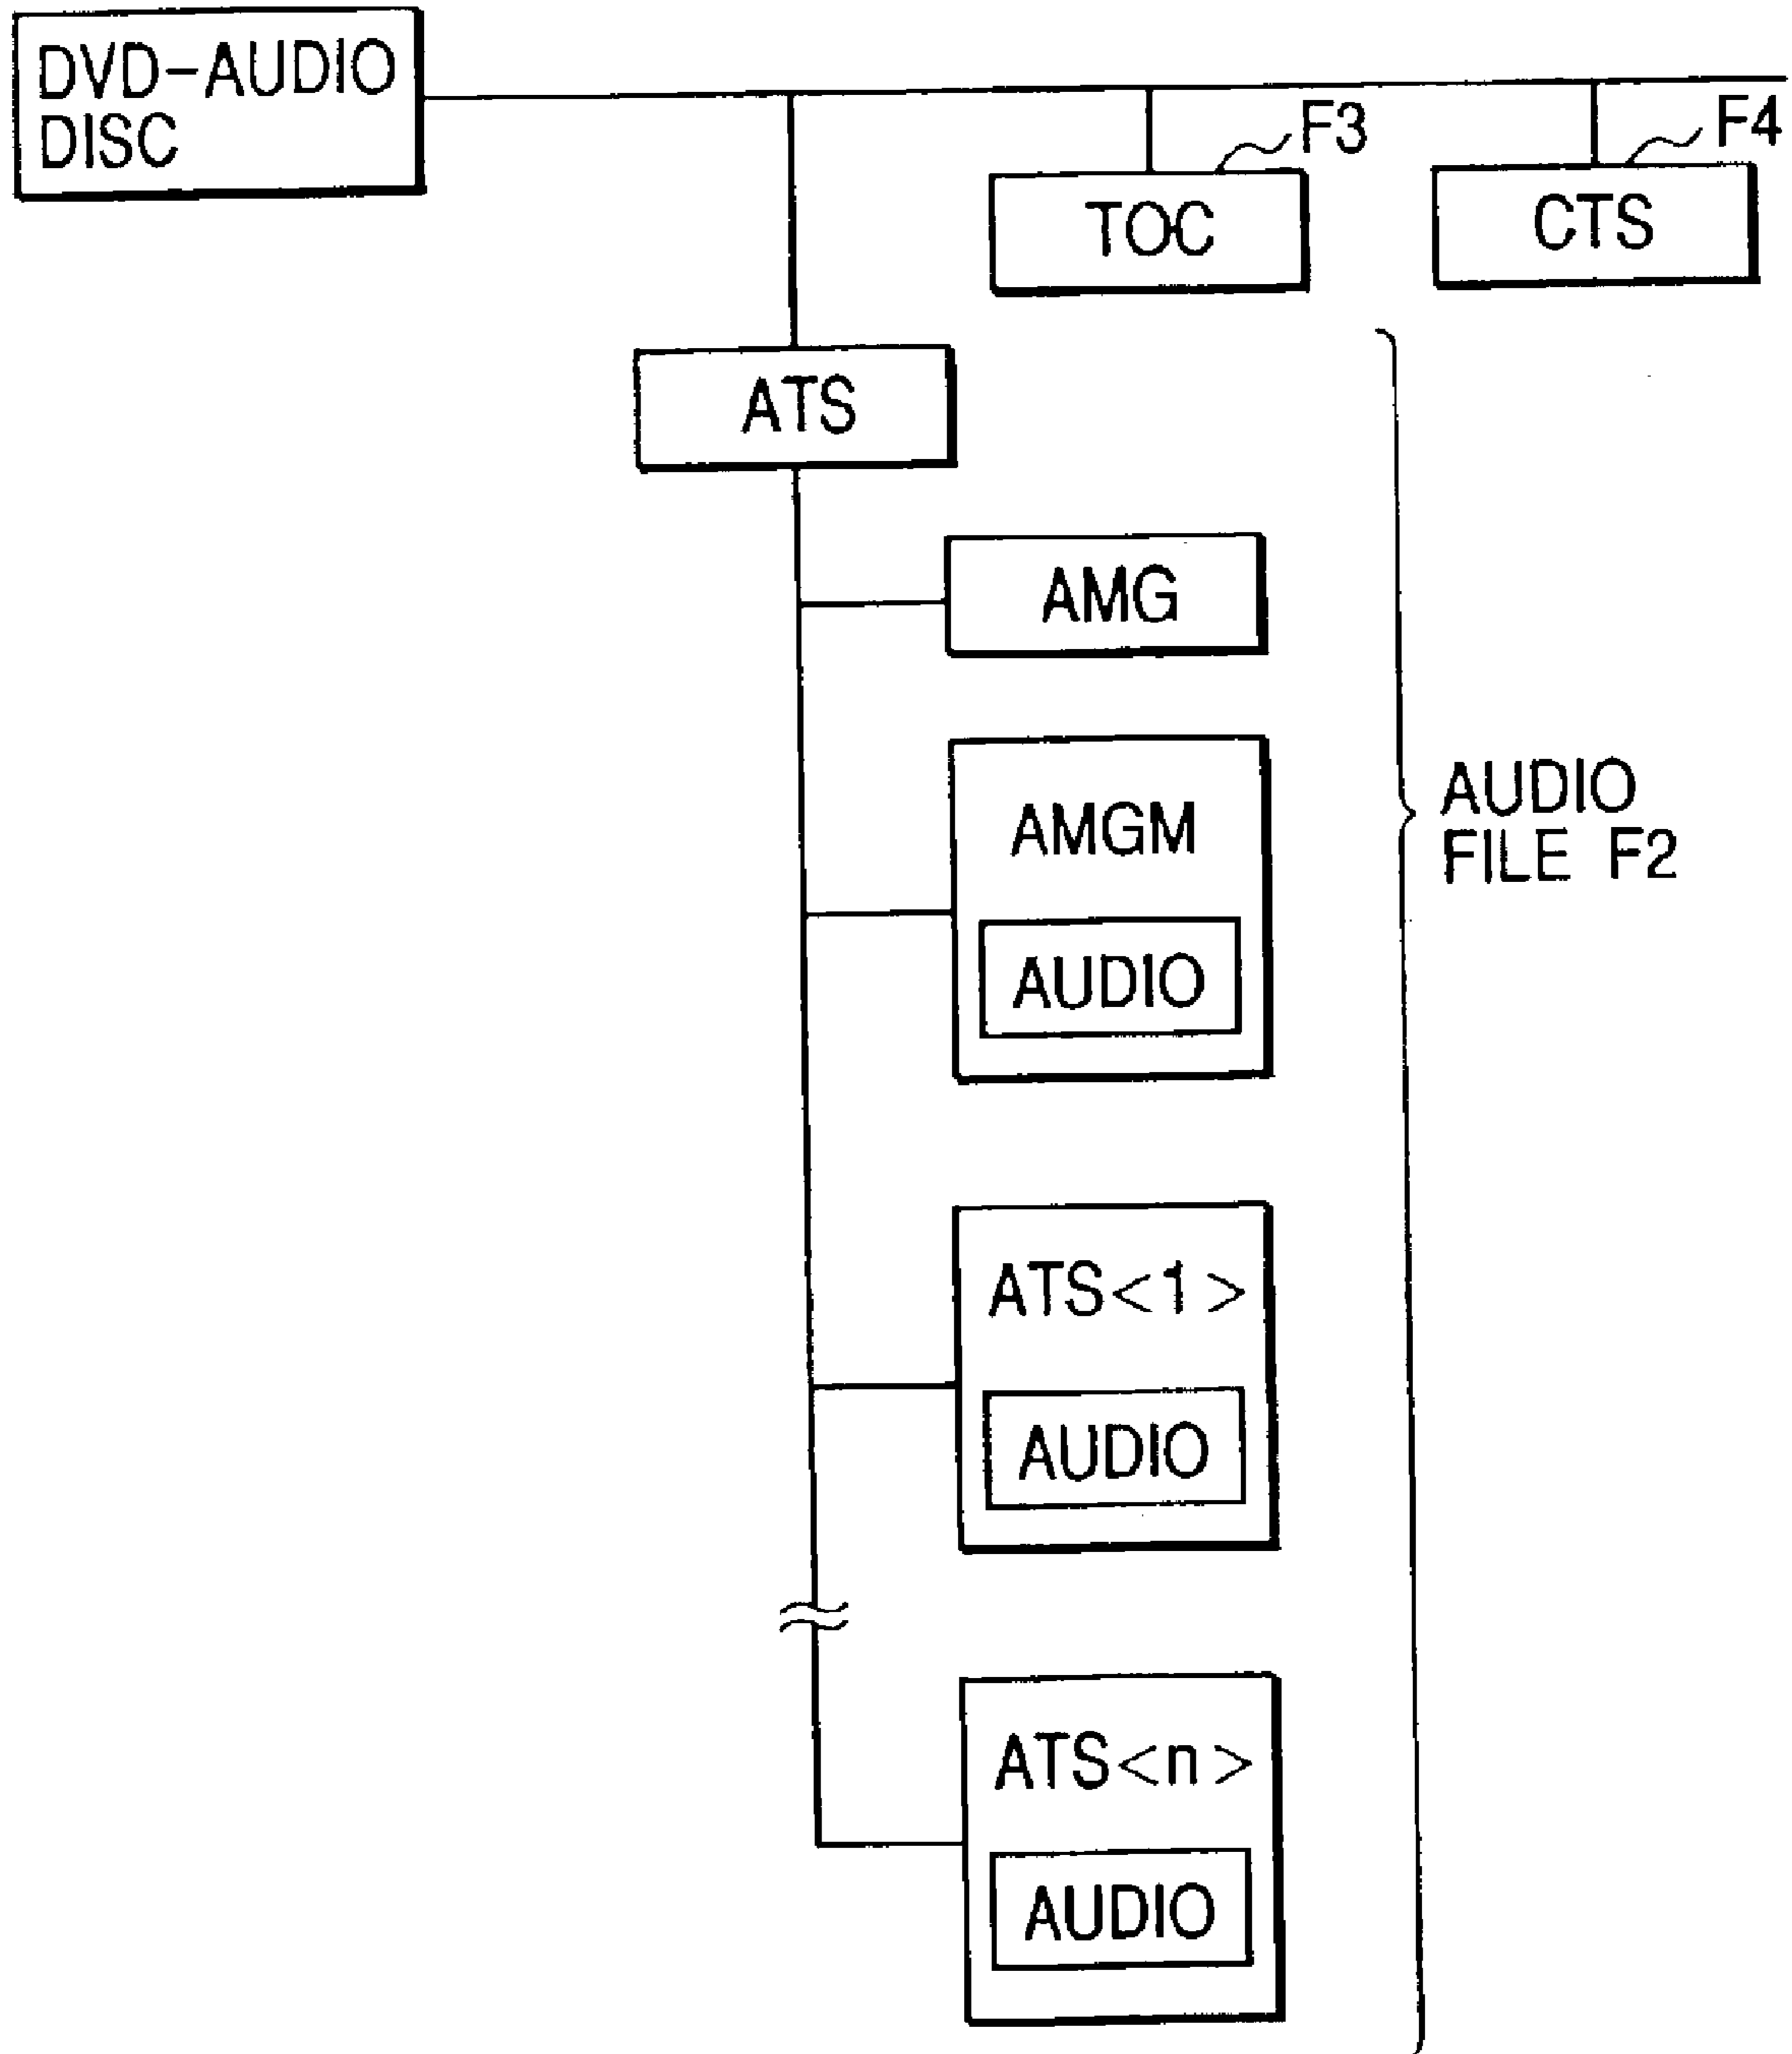 DVD-AUDIO
DISC
F3
F4
TOC
CTS
ATS
AMG
AMGM
AUDIO
AUDIO
FILE F2
ATS<1>
AUDIO
ATS<n>
AUDIO